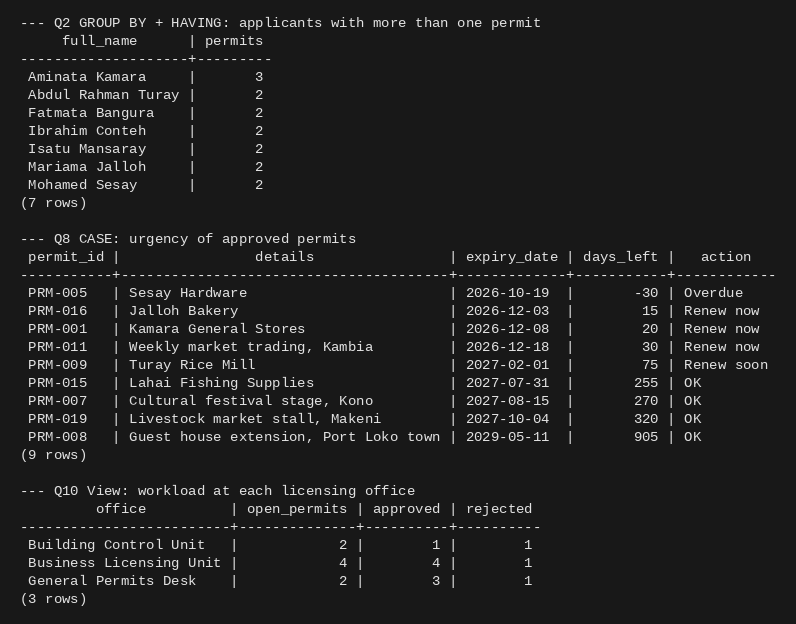 --- Q2 GROUP BY + HAVING: applicants with more than one permit
     full_name      | permits
--------------------+---------
 Aminata Kamara     |       3
 Abdul Rahman Turay |       2
 Fatmata Bangura    |       2
 Ibrahim Conteh     |       2
 Isatu Mansaray     |       2
 Mariama Jalloh     |       2
 Mohamed Sesay      |       2
(7 rows)

--- Q8 CASE: urgency of approved permits
 permit_id |                details                | expiry_date | days_left |   action
-----------+---------------------------------------+-------------+-----------+------------
 PRM-005   | Sesay Hardware                        | 2026-10-19  |       -30 | Overdue
 PRM-016   | Jalloh Bakery                         | 2026-12-03  |        15 | Renew now
 PRM-001   | Kamara General Stores                 | 2026-12-08  |        20 | Renew now
 PRM-011   | Weekly market trading, Kambia         | 2026-12-18  |        30 | Renew now
 PRM-009   | Turay Rice Mill                       | 2027-02-01  |        75 | Renew soon
 PRM-015   | Lahai Fishing Supplies                | 2027-07-31  |       255 | OK
 PRM-007   | Cultural festival stage, Kono         | 2027-08-15  |       270 | OK
 PRM-019   | Livestock market stall, Makeni        | 2027-10-04  |       320 | OK
 PRM-008   | Guest house extension, Port Loko town | 2029-05-11  |       905 | OK
(9 rows)

--- Q10 View: workload at each licensing office
         office          | open_permits | approved | rejected
-------------------------+--------------+----------+----------
 Building Control Unit   |            2 |        1 |        1
 Business Licensing Unit |            4 |        4 |        1
 General Permits Desk    |            2 |        3 |        1
(3 rows)